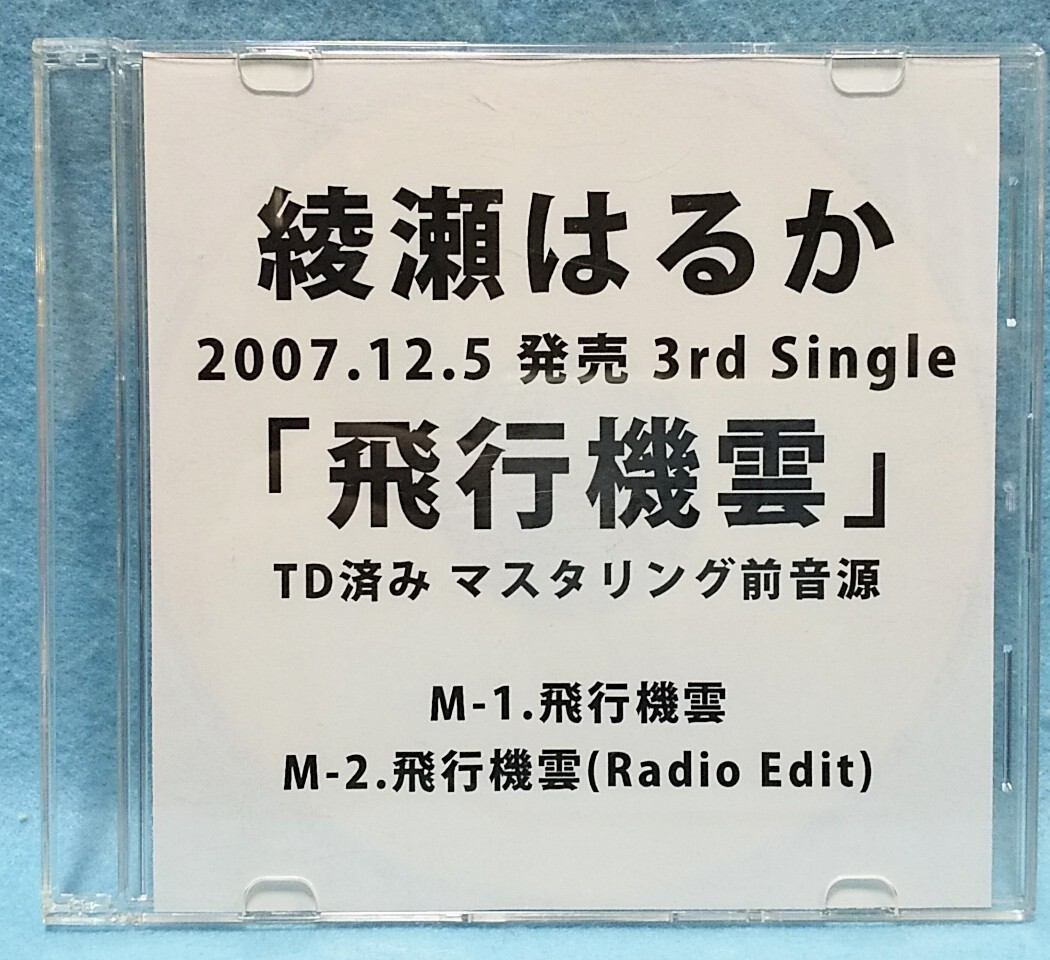 綾瀬はるか
2007.12.5 発売 3rd Single
「飛行機雲」
TD済み マスタリング前音源
M-1.飛行機雲
M-2.飛行機雲(Radio Edit)